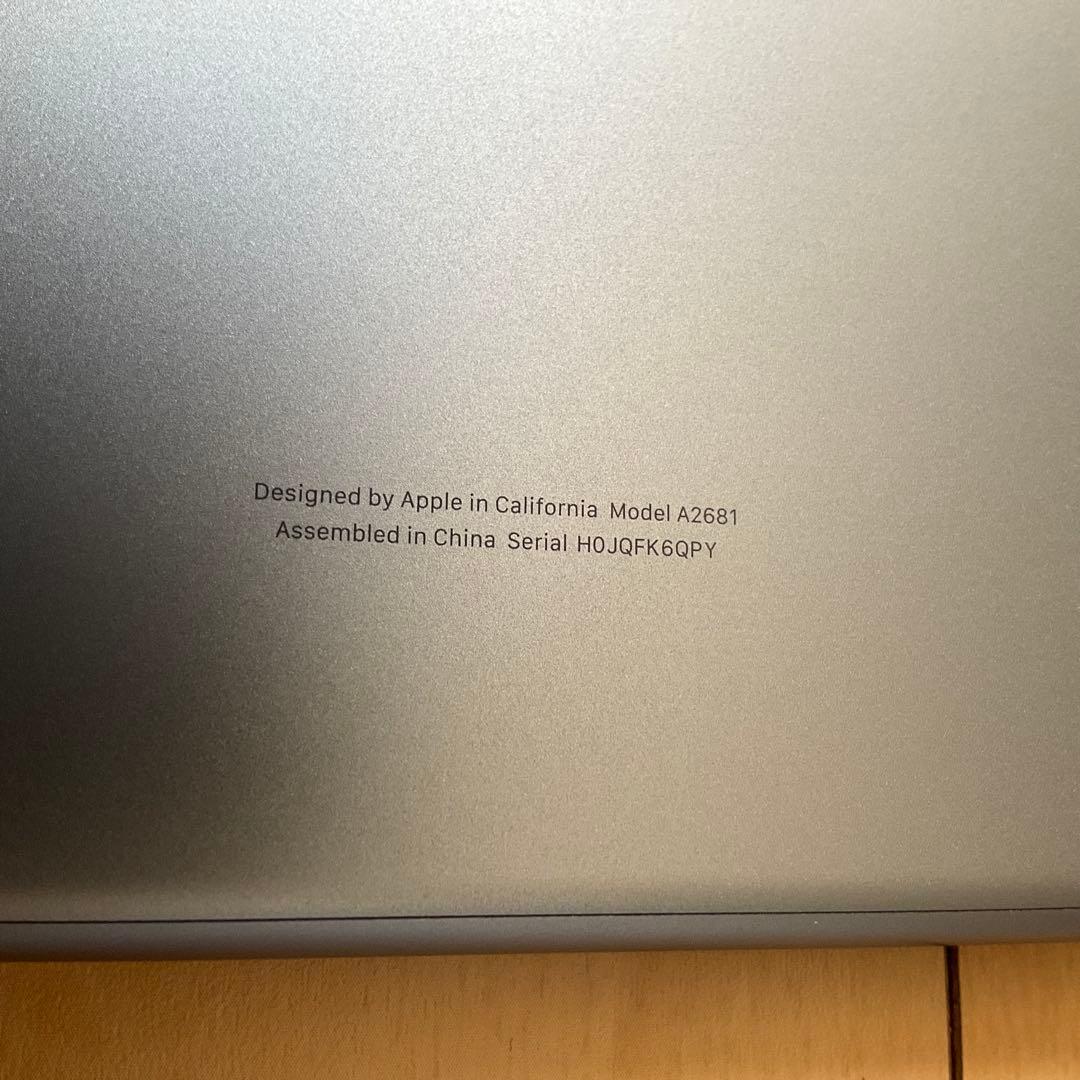 Designed by Apple in California Model A2681
Assembled in China Serial H0JQFK6QPY